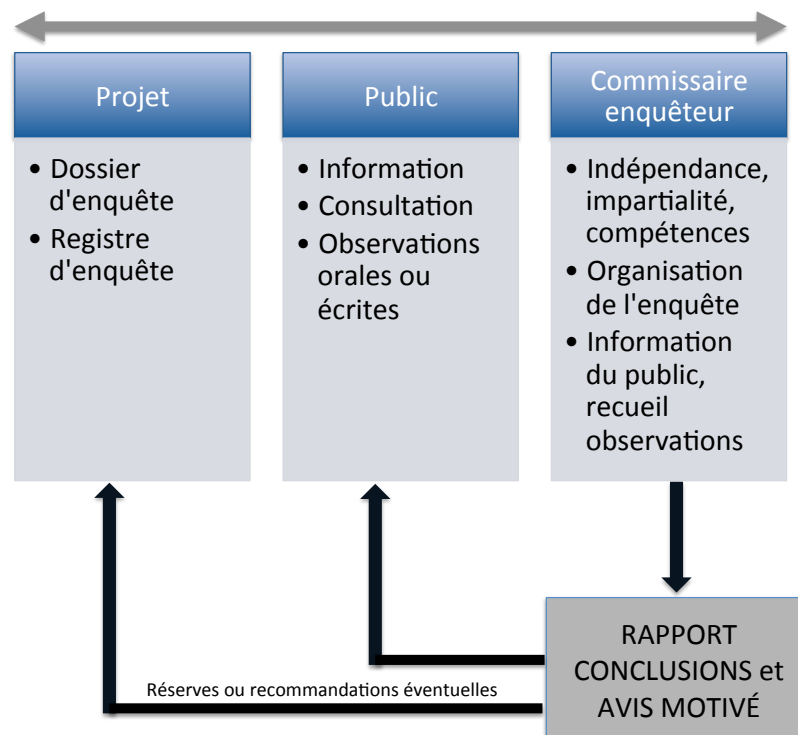 Projet
• Dossier
d'enquête
• Registre
d'enquête
Public
• Information
• Consultation
• Observations
orales ou
écrites
Commissaire
enquêteur
• Indépendance,
impartialité,
compétences
• Organisation
de l'enquête
• Information
du public,
recueil
observations
Réserves ou recommandations éventuelles
RAPPORT
CONCLUSIONS et
AVIS MOTIVÉ